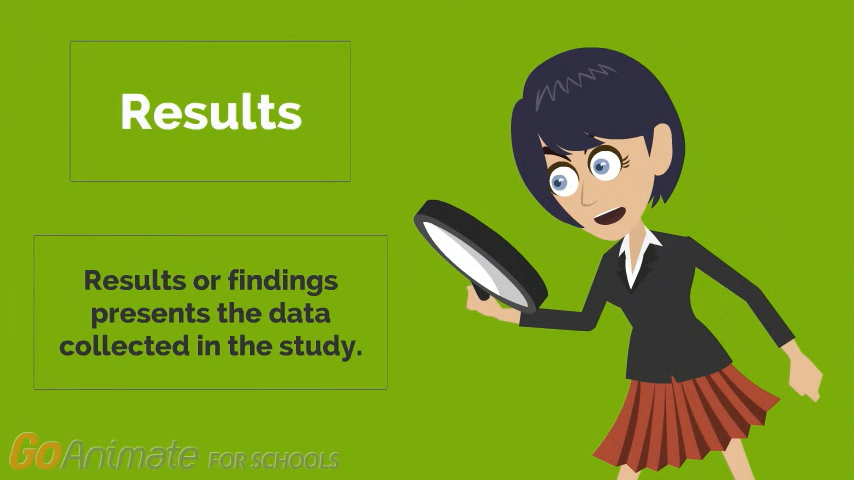 Results
Results or findings
presents the data
collected in the study.
GoAnimate FOR SCHOOLS